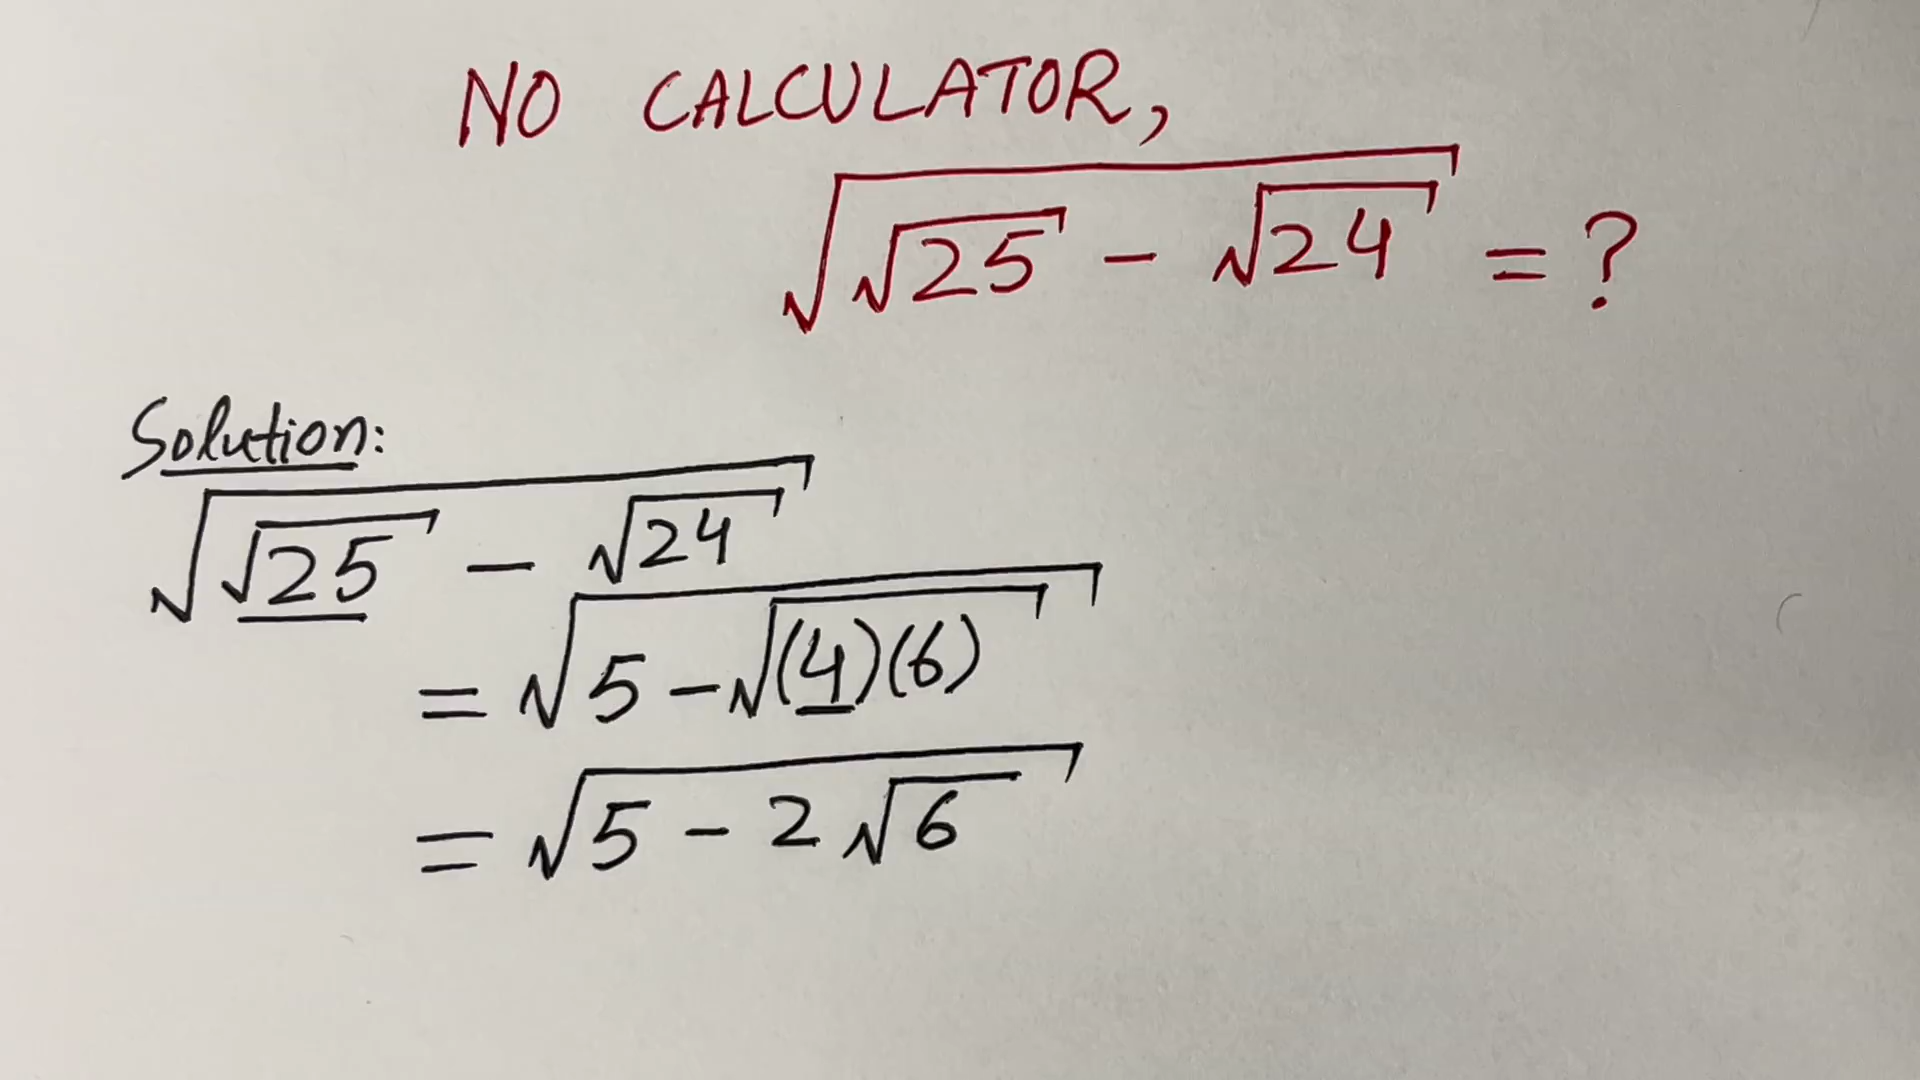 NO CALCULATOR,
√(√25 - √24) = ?
Solution:
√(√25 - √24)
= √(5 - √((4)(6)))
= √(5 - 2√6)